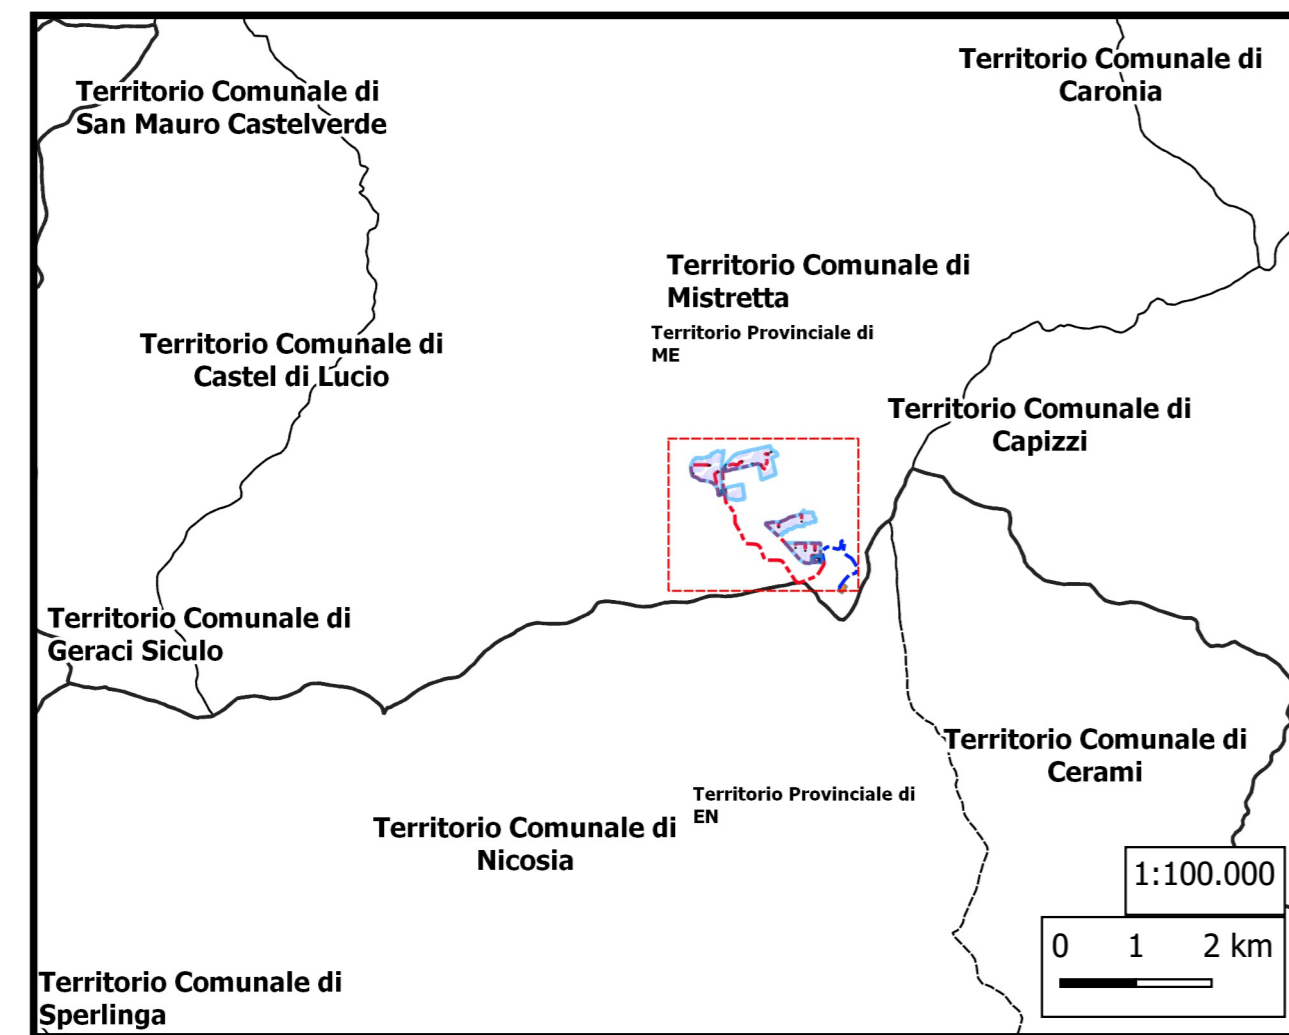 Territorio Comunale di
San Mauro Castelverde
Territorio Comunale di
Caronia
Territorio Comunale di
Mistretta
Territorio Provinciale di
ME
Territorio Comunale di
Castel di Lucio
Territorio Comunale di
Capizzi
Territorio Comunale di
Geraci Siculo
Territorio Comunale di
Cerami
Territorio Provinciale di
EN
Territorio Comunale di
Nicosia
1:100.000
0 1 2 km
Territorio Comunale di
Sperlinga